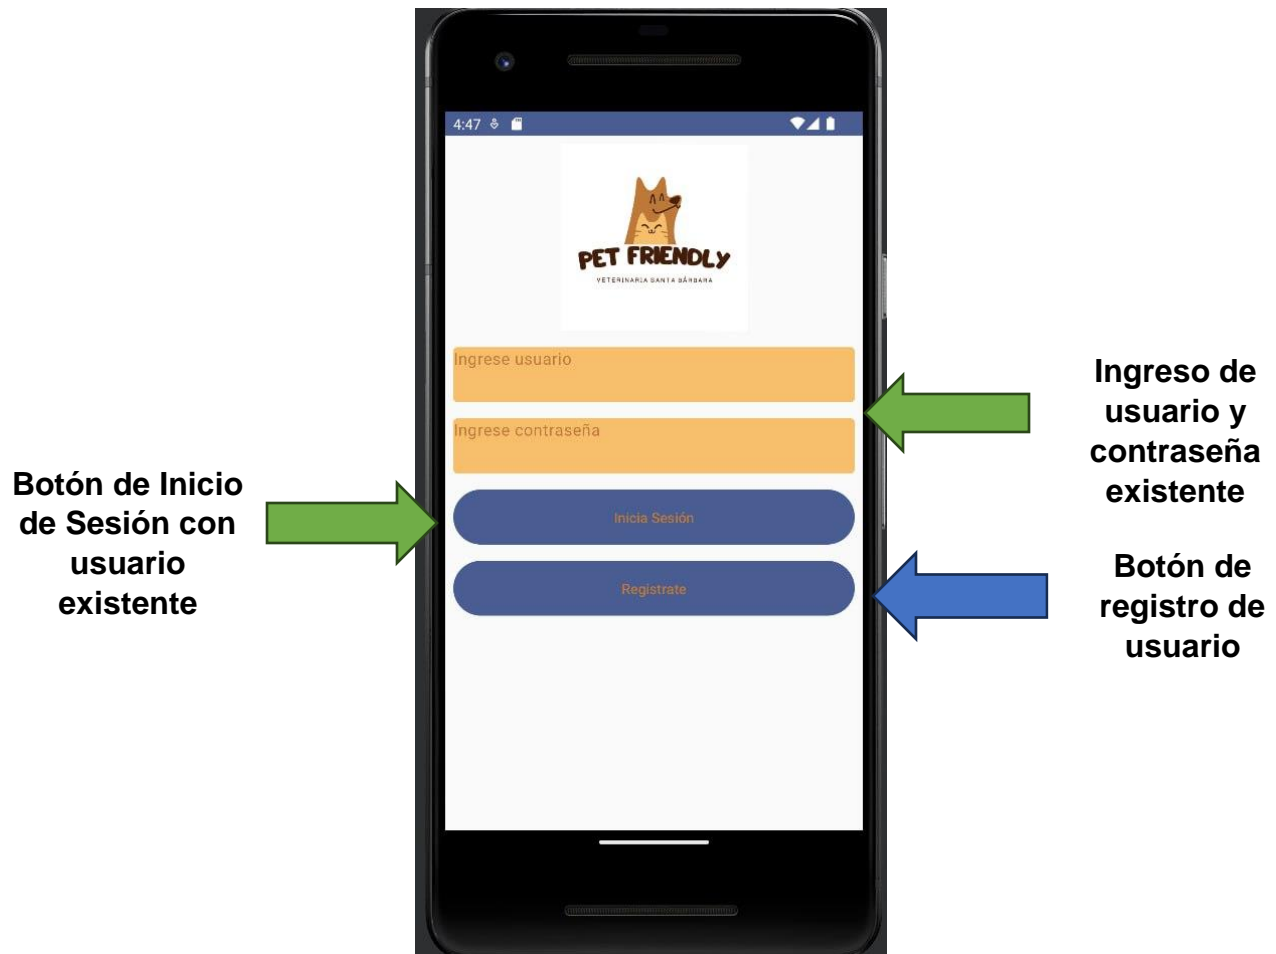 4:47
PET FRIENDLY
VETERINARIA SANTA BÁRBARA
Ingrese usuario
Ingrese contraseña
Inicia Sesión
Registrate
Botón de Inicio
de Sesión con
usuario
existente
Ingreso de
usuario y
contraseña
existente
Botón de
registro de
usuario